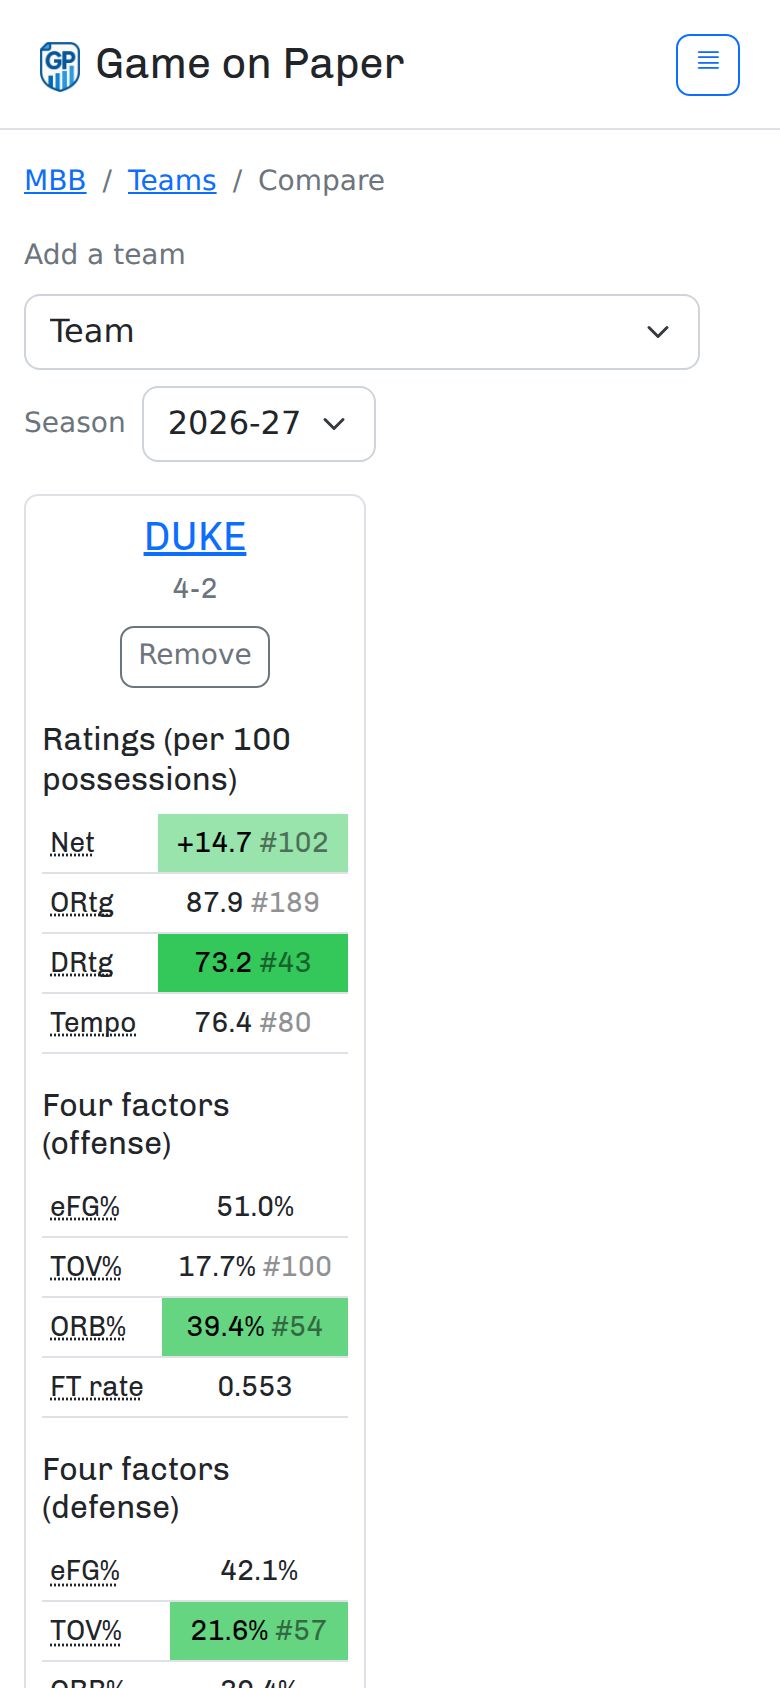 GP Game on Paper
MBB / Teams / Compare
Add a team
Team
Season 2026-27
DUKE
4-2
Remove
Ratings (per 100
possessions)
Net +14.7 #102
ORtg 87.9 #189
DRtg 73.2 #43
Tempo 76.4 #80
Four factors
(offense)
eFG% 51.0%
TOV% 17.7% #100
ORB% 39.4% #54
FT rate 0.553
Four factors
(defense)
eFG% 42.1%
TOV% 21.6% #57